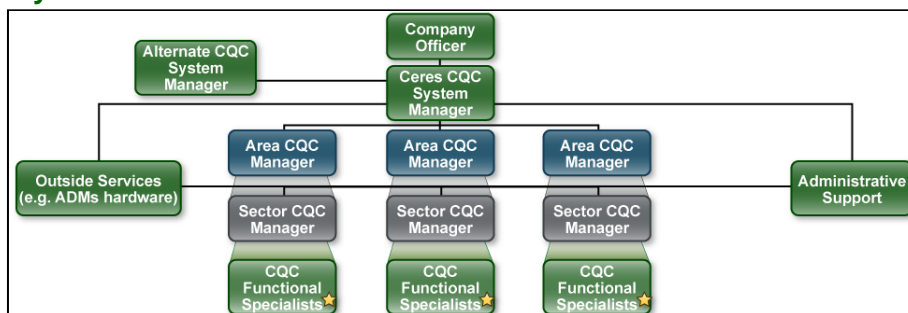 Company
Officer
Alternate CQC
System
Manager
Ceres CQC
System
Manager
Area CQC
Manager
Area CQC
Manager
Area CQC
Manager
Outside Services
(e.g. ADMs hardware)
Administrative
Support
Sector CQC
Manager
Sector CQC
Manager
Sector CQC
Manager
CQC
Functional
Specialists
CQC
Functional
Specialists
CQC
Functional
Specialists